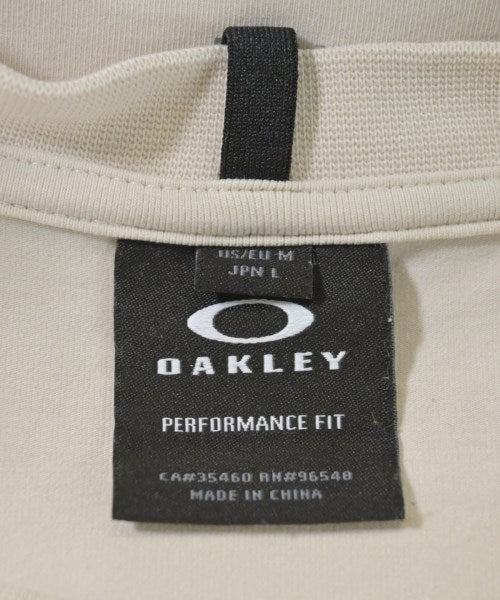 US/EU M
JPN L
OAKLEY
PERFORMANCE FIT
CA#35460 RN#96548
MADE IN CHINA